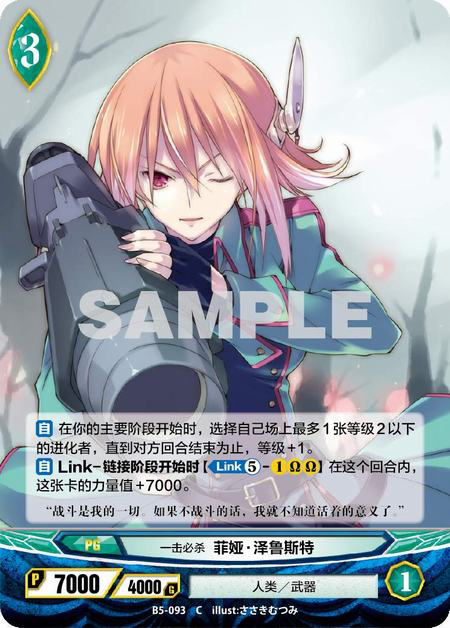 3
SAMPLE
自 在你的主要阶段开始时，选择自己场上最多1张等级2以下
的进化者，直到对方回合结束为止，等级+1。
自 Link-链接阶段开始时【Link 5 - 1 Ω Ω】在这个回合内，
这张卡的力量值+7000。
“战斗是我的一切。如果不战斗的话，我就不知道活着的意义了。”
PG 一击必杀 菲娅·泽鲁斯特
P 7000 / 4000 G 人类／武器 1
B5-093 C illust:ささきむつみ